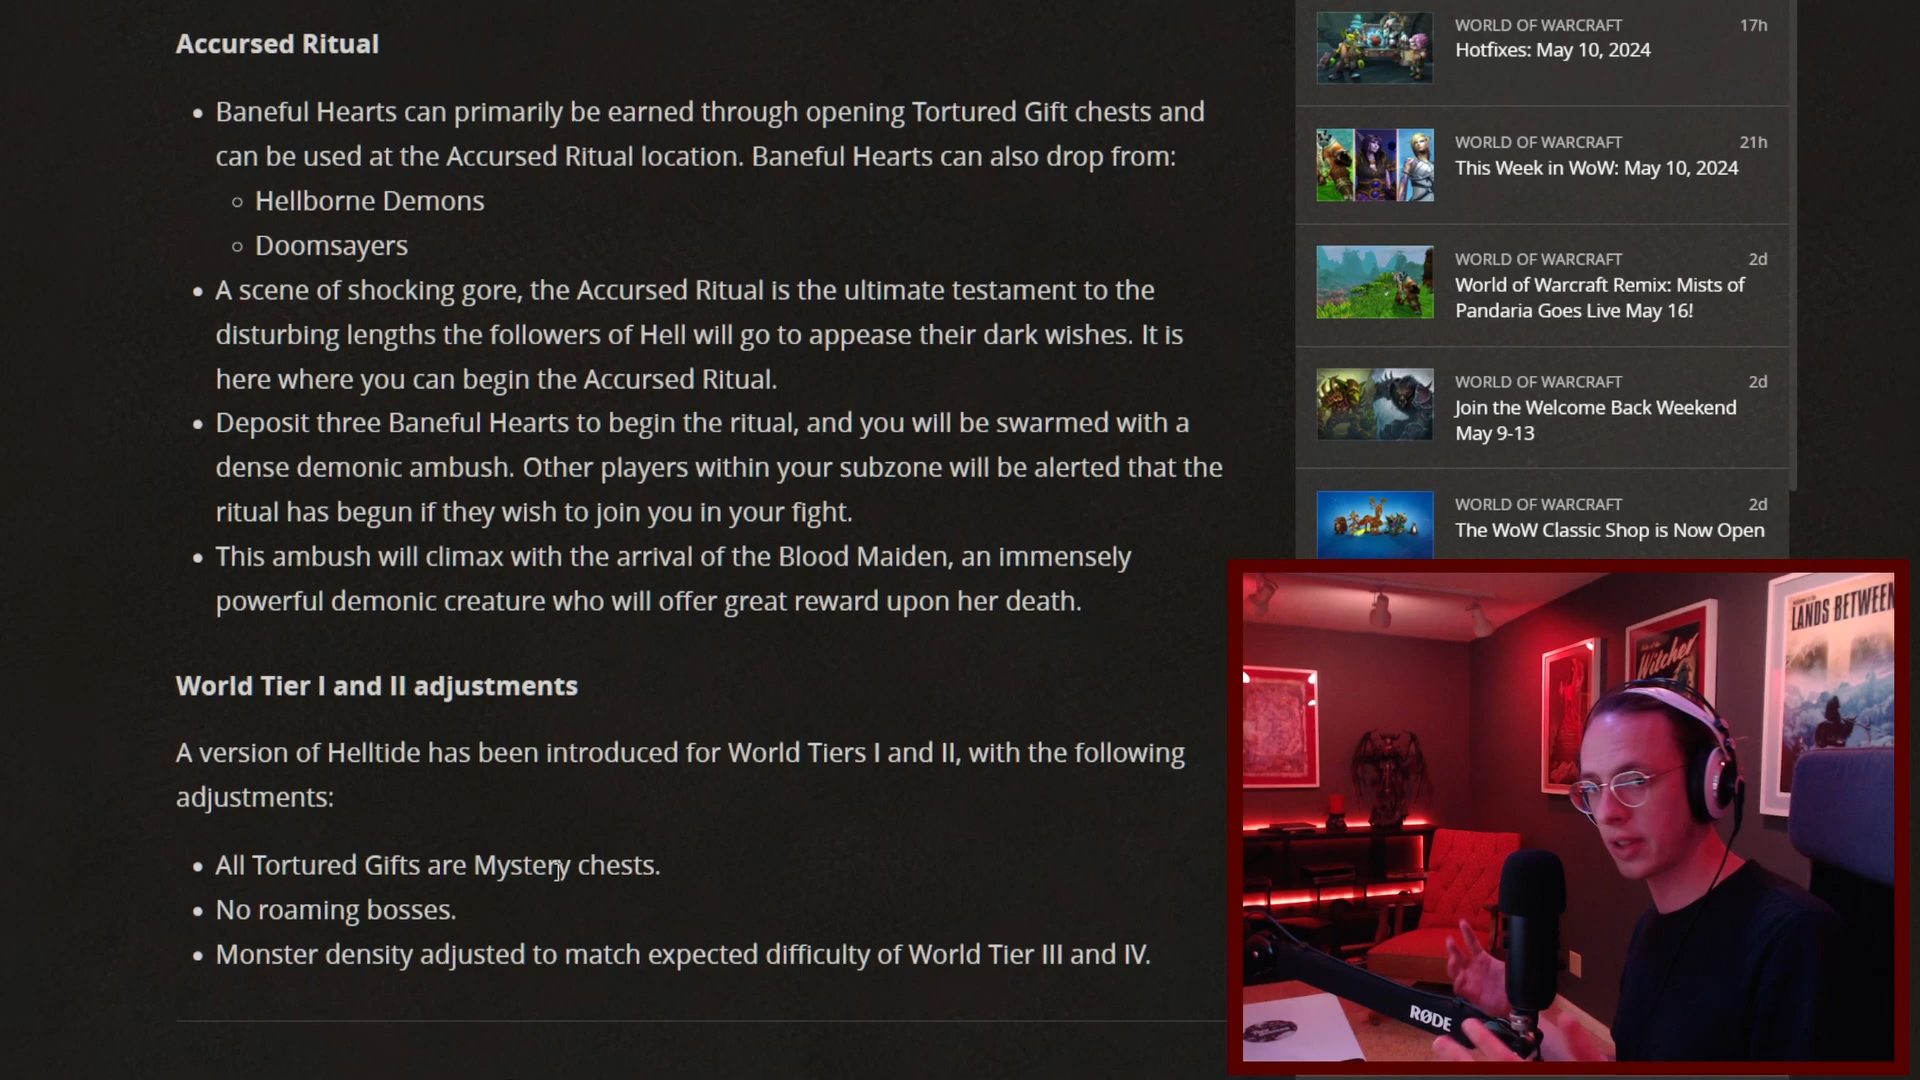 Accursed Ritual
• Baneful Hearts can primarily be earned through opening Tortured Gift chests and
can be used at the Accursed Ritual location. Baneful Hearts can also drop from:
○ Hellborne Demons
○ Doomsayers
• A scene of shocking gore, the Accursed Ritual is the ultimate testament to the
disturbing lengths the followers of Hell will go to appease their dark wishes. It is
here where you can begin the Accursed Ritual.
• Deposit three Baneful Hearts to begin the ritual, and you will be swarmed with a
dense demonic ambush. Other players within your subzone will be alerted that the
ritual has begun if they wish to join you in your fight.
• This ambush will climax with the arrival of the Blood Maiden, an immensely
powerful demonic creature who will offer great reward upon her death.
World Tier I and II adjustments
A version of Helltide has been introduced for World Tiers I and II, with the following
adjustments:
• All Tortured Gifts are Mystery chests.
• No roaming bosses.
• Monster density adjusted to match expected difficulty of World Tier III and IV.
WORLD OF WARCRAFT 17h
Hotfixes: May 10, 2024
WORLD OF WARCRAFT 21h
This Week in WoW: May 10, 2024
WORLD OF WARCRAFT 2d
World of Warcraft Remix: Mists of
Pandaria Goes Live May 16!
WORLD OF WARCRAFT 2d
Join the Welcome Back Weekend
May 9-13
WORLD OF WARCRAFT 2d
The WoW Classic Shop is Now Open
LANDS BETWEEN
Witcher
RØDE